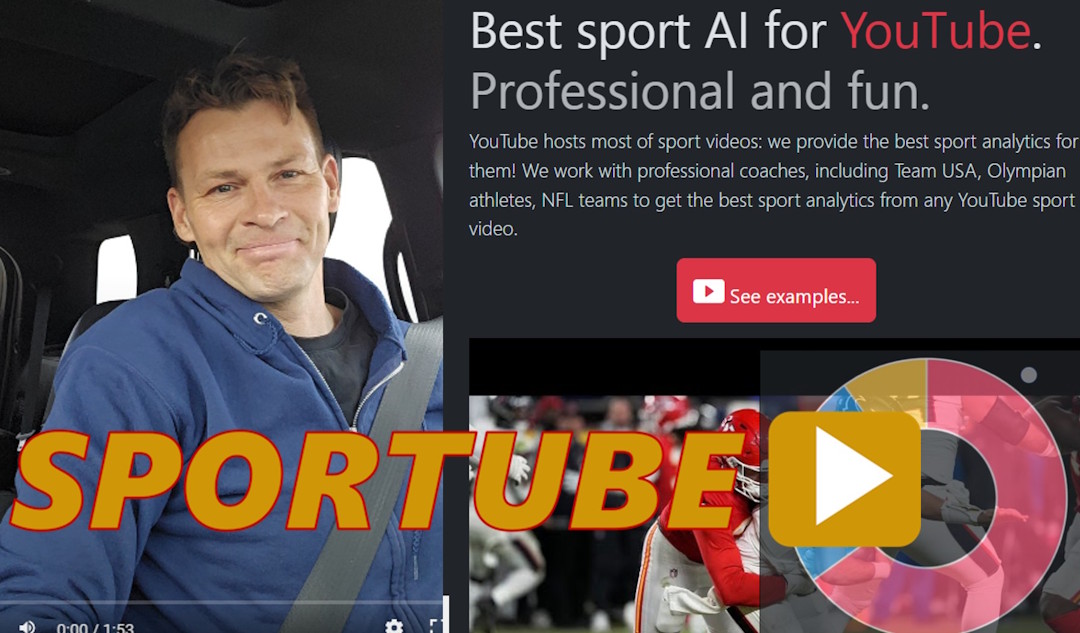 Best sport AI for YouTube.
Professional and fun.
YouTube hosts most of sport videos: we provide the best sport analytics for
them! We work with professional coaches, including Team USA, Olympian
athletes, NFL teams to get the best sport analytics from any YouTube sport
video.
See examples...
SPORTUBE
0:00 / 1:53